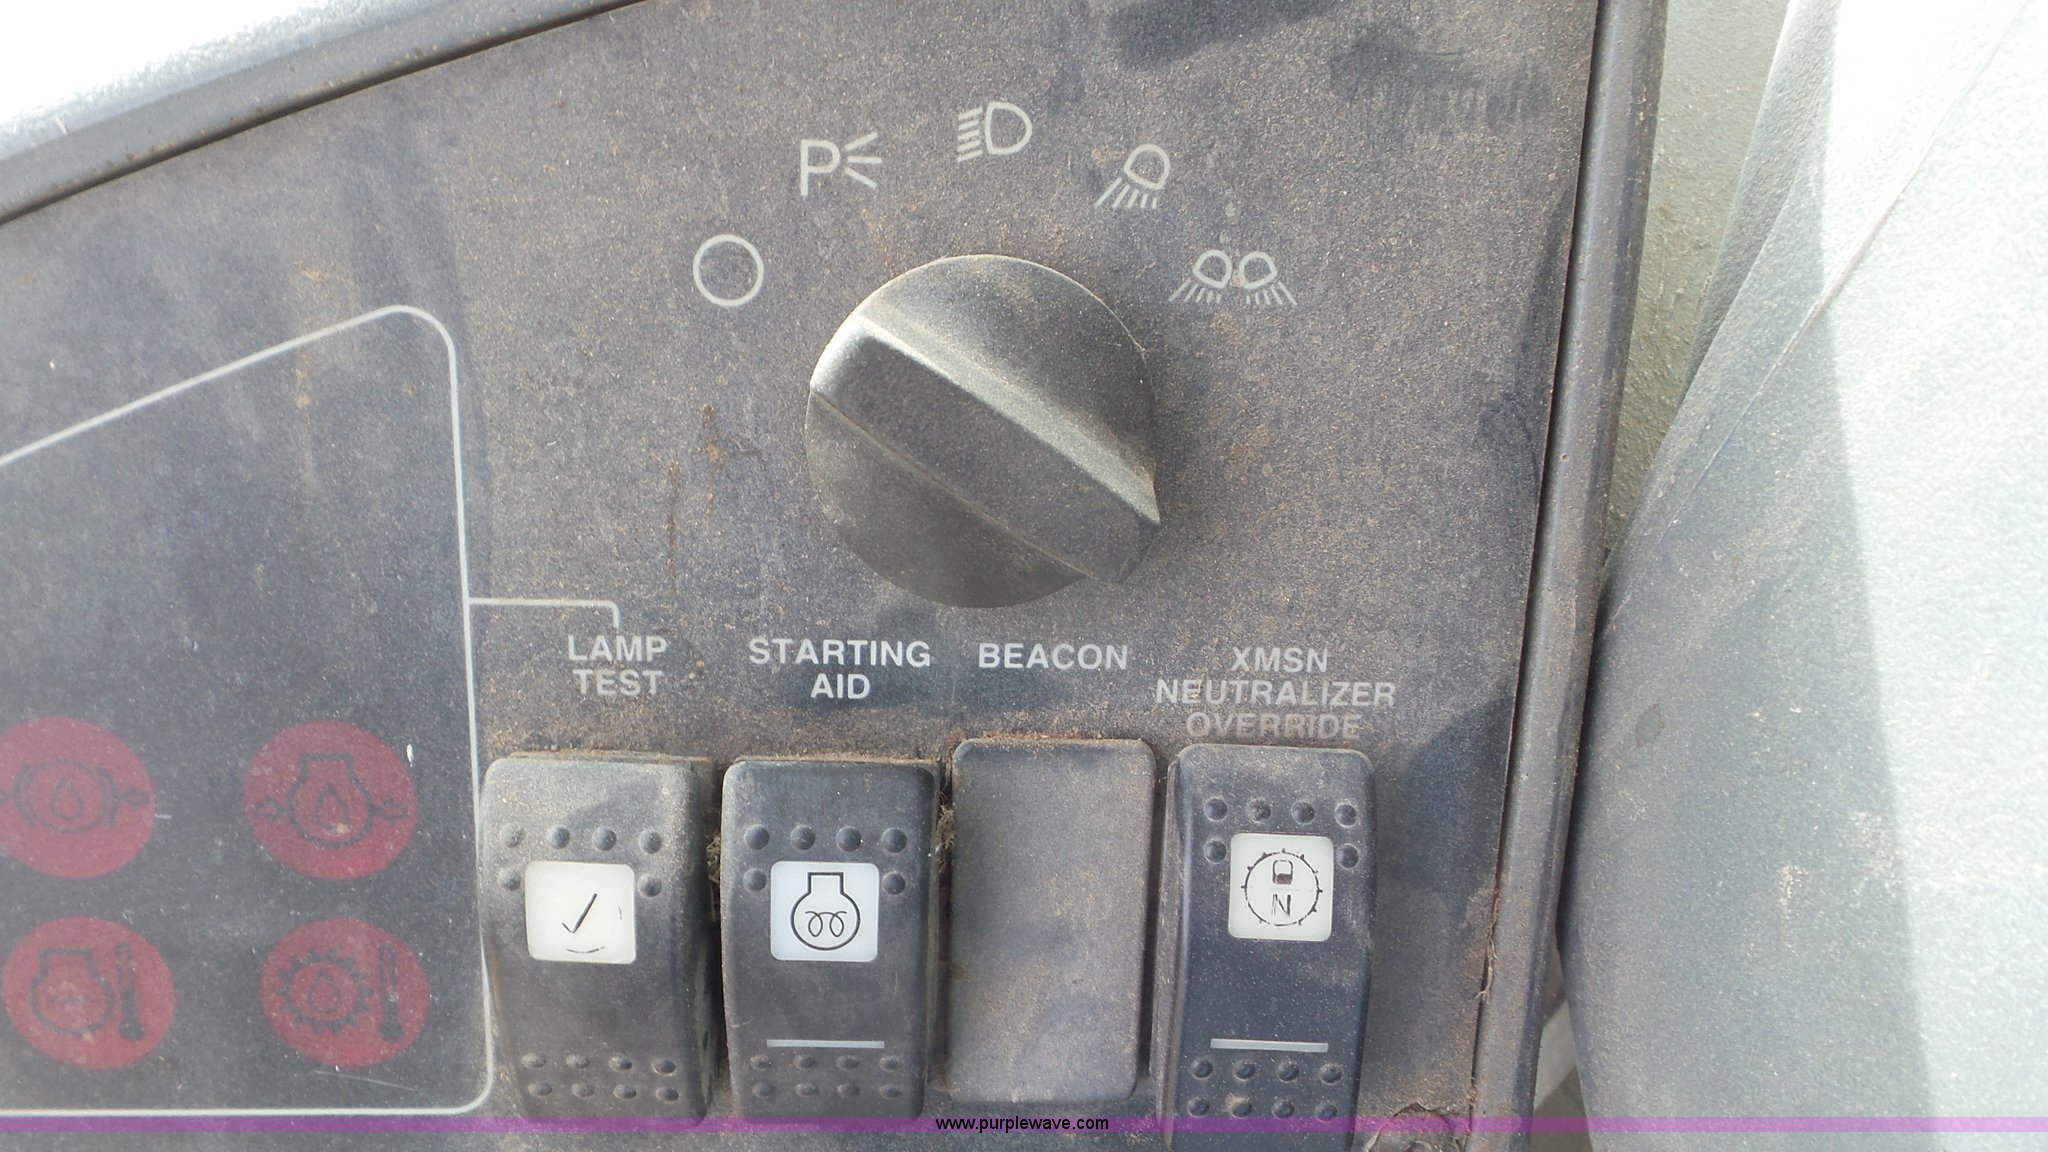 P
LAMP
TEST
STARTING
AID
BEACON
XMSN
NEUTRALIZER
OVERRIDE
N
www.purplewave.com